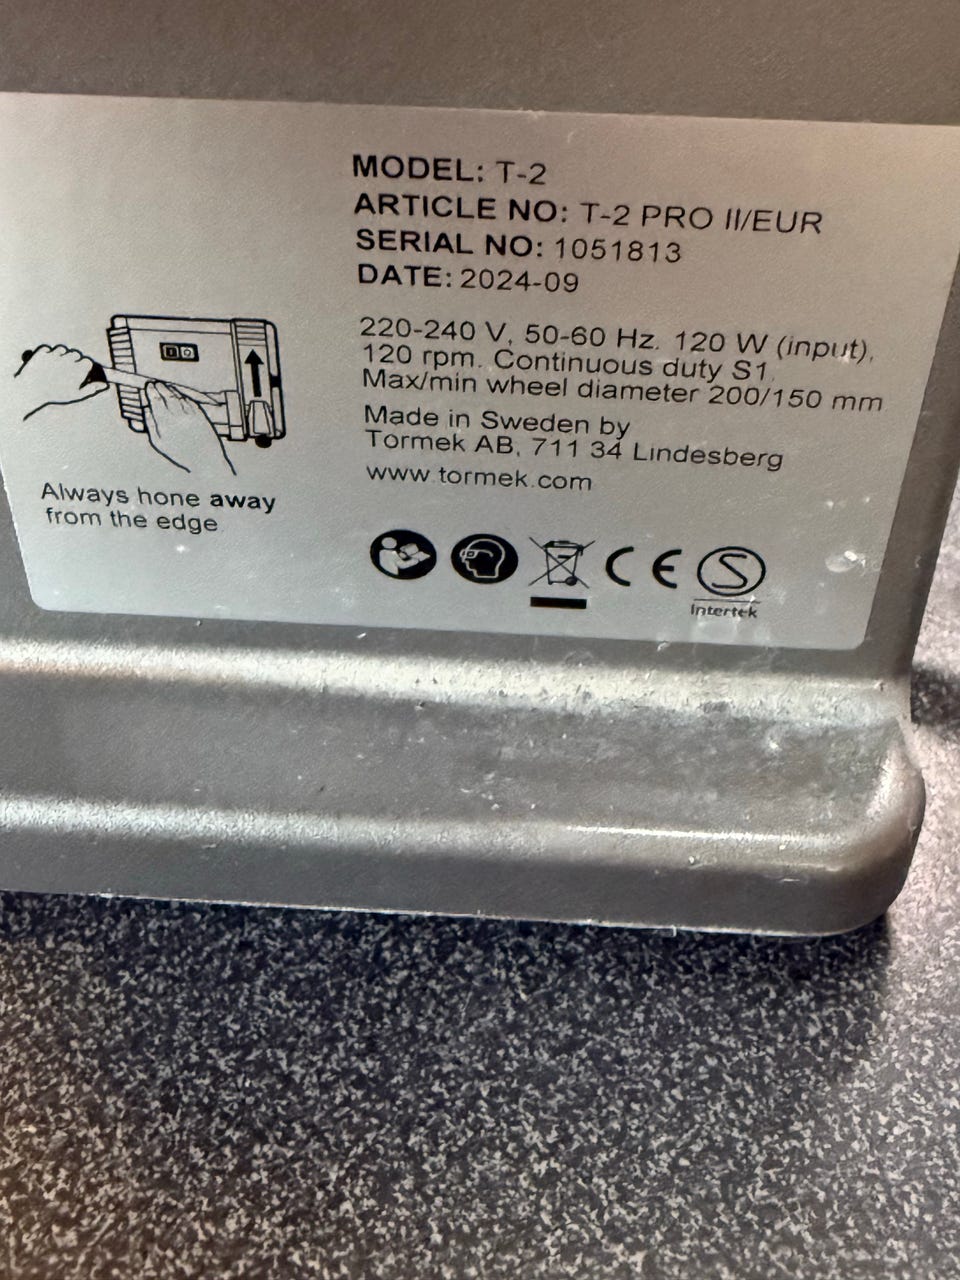 MODEL: T-2
ARTICLE NO: T-2 PRO II/EUR
SERIAL NO: 1051813
DATE: 2024-09
220-240 V, 50-60 Hz. 120 W (input),
120 rpm. Continuous duty S1.
Max/min wheel diameter 200/150 mm
Made in Sweden by
Tormek AB, 711 34 Lindesberg
www.tormek.com
Always hone away
from the edge.
CE
S
Intertek